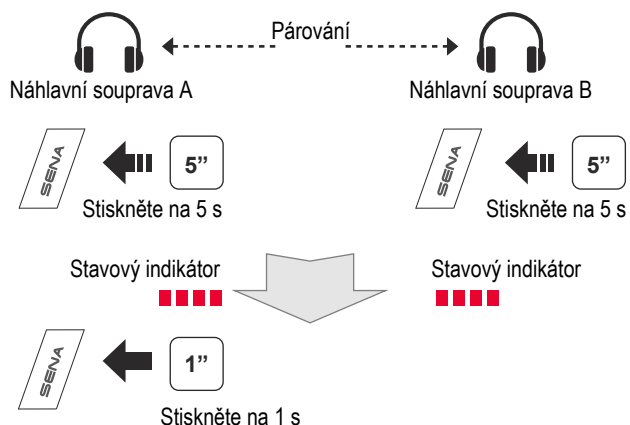 Párování
Náhlavní souprava A
Náhlavní souprava B
SENA
5”
SENA
5”
Stiskněte na 5 s
Stiskněte na 5 s
Stavový indikátor
Stavový indikátor
SENA
1”
Stiskněte na 1 s